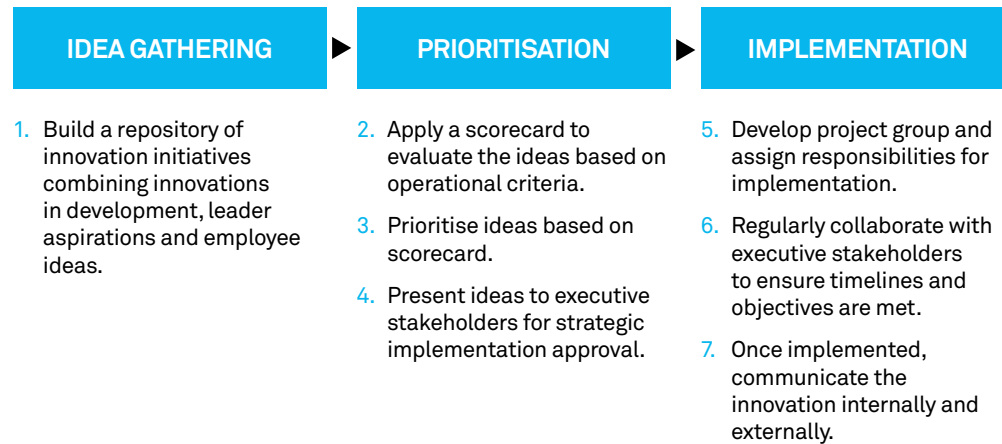 IDEA GATHERING
1. Build a repository of
innovation initiatives
combining innovations
in development, leader
aspirations and employee
ideas.
PRIORITISATION
2. Apply a scorecard to
evaluate the ideas based on
operational criteria.
3. Prioritise ideas based on
scorecard.
4. Present ideas to executive
stakeholders for strategic
implementation approval.
IMPLEMENTATION
5. Develop project group and
assign responsibilities for
implementation.
6. Regularly collaborate with
executive stakeholders
to ensure timelines and
objectives are met.
7. Once implemented,
communicate the
innovation internally and
externally.